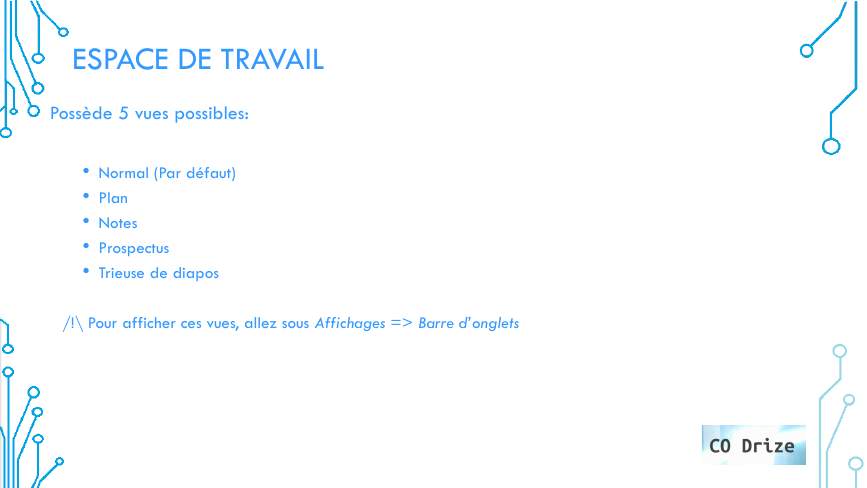 ESPACE DE TRAVAIL
Possède 5 vues possibles:
• Normal (Par défaut)
• Plan
• Notes
• Prospectus
• Trieuse de diapos
/!\ Pour afficher ces vues, allez sous Affichages => Barre d'onglets
CO Drize